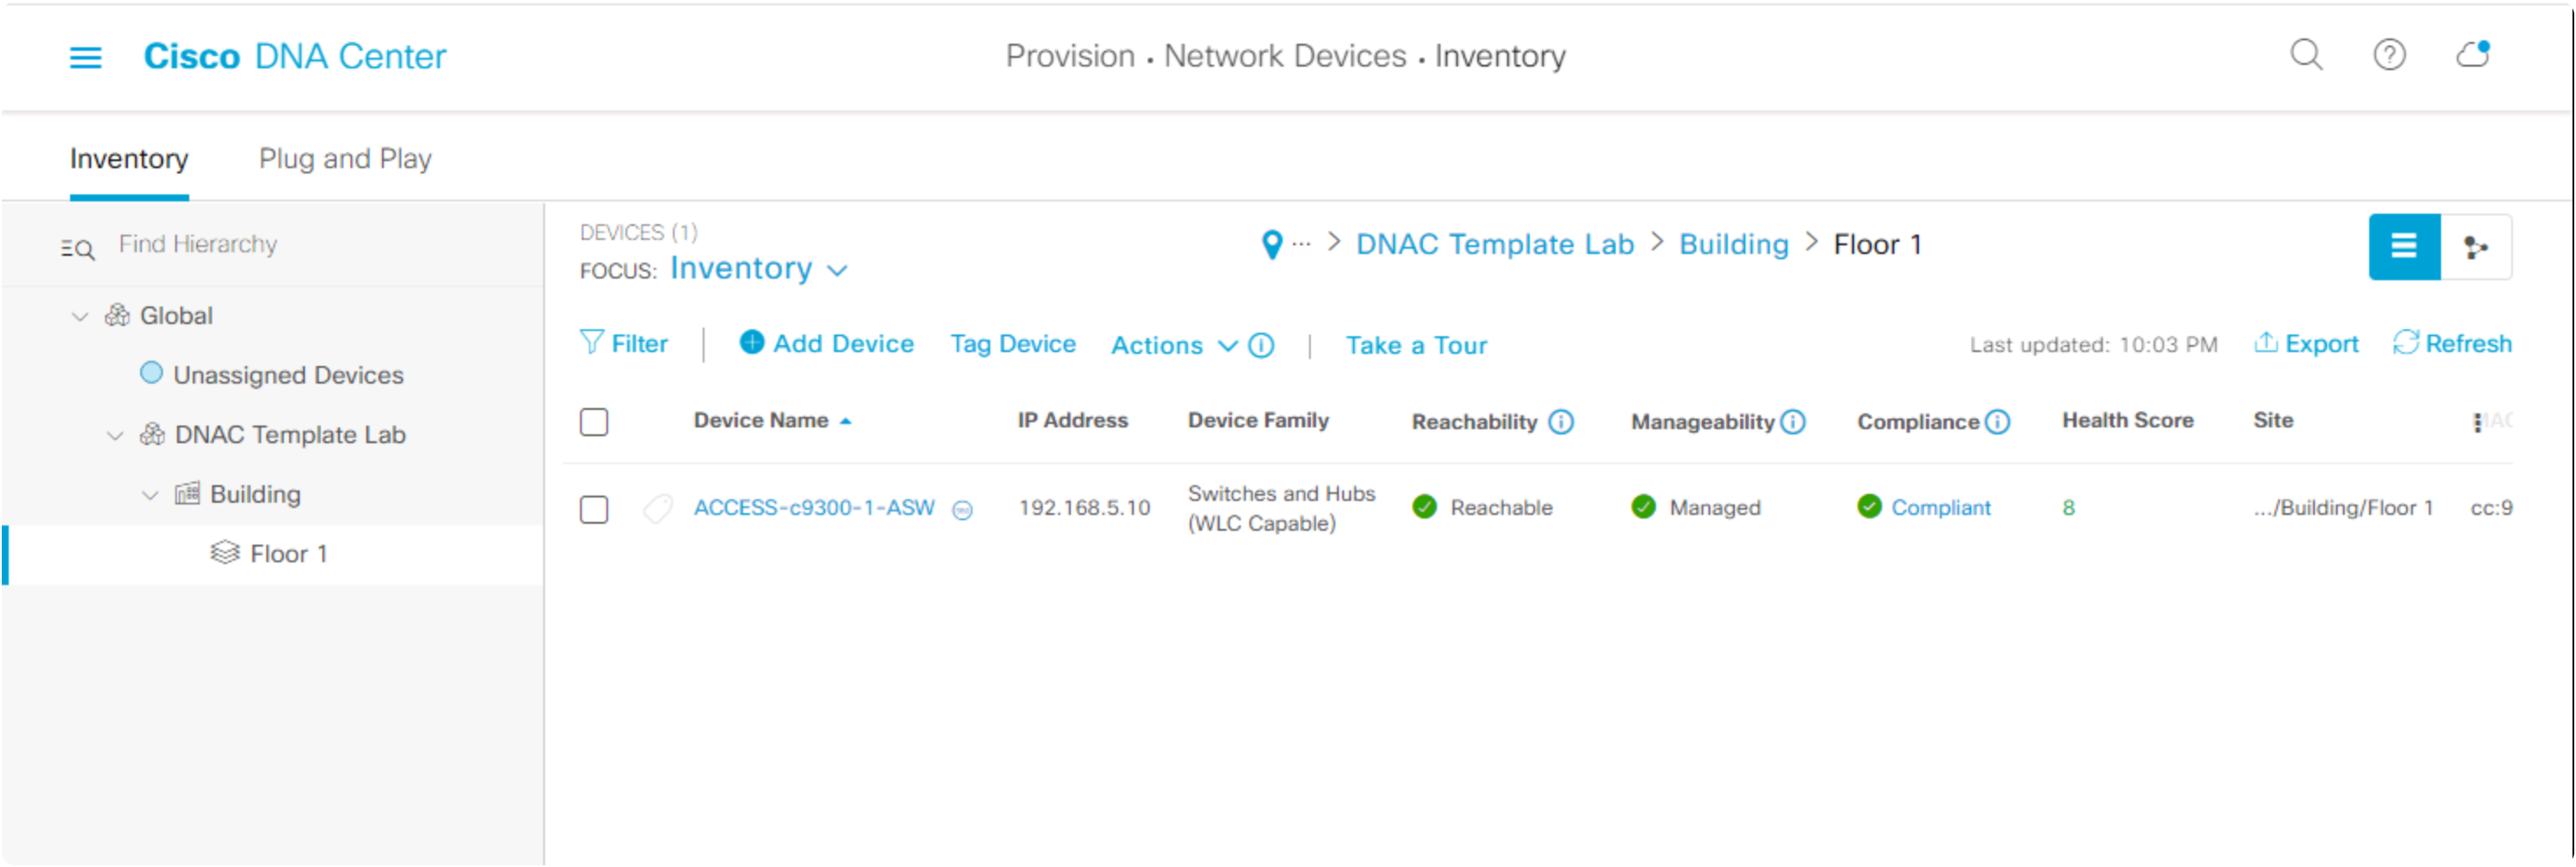 Cisco DNA Center
Provision • Network Devices • Inventory
Inventory
Plug and Play
Find Hierarchy
Global
Unassigned Devices
DNAC Template Lab
Building
Floor 1
DEVICES (1)
FOCUS: Inventory
... > DNAC Template Lab > Building > Floor 1
Filter | Add Device Tag Device Actions | Take a Tour
Last updated: 10:03 PM Export Refresh
Device Name IP Address Device Family Reachability Manageability Compliance Health Score Site
ACCESS-c9300-1-ASW 192.168.5.10 Switches and Hubs (WLC Capable) Reachable Managed Compliant 8 .../Building/Floor 1 cc:9